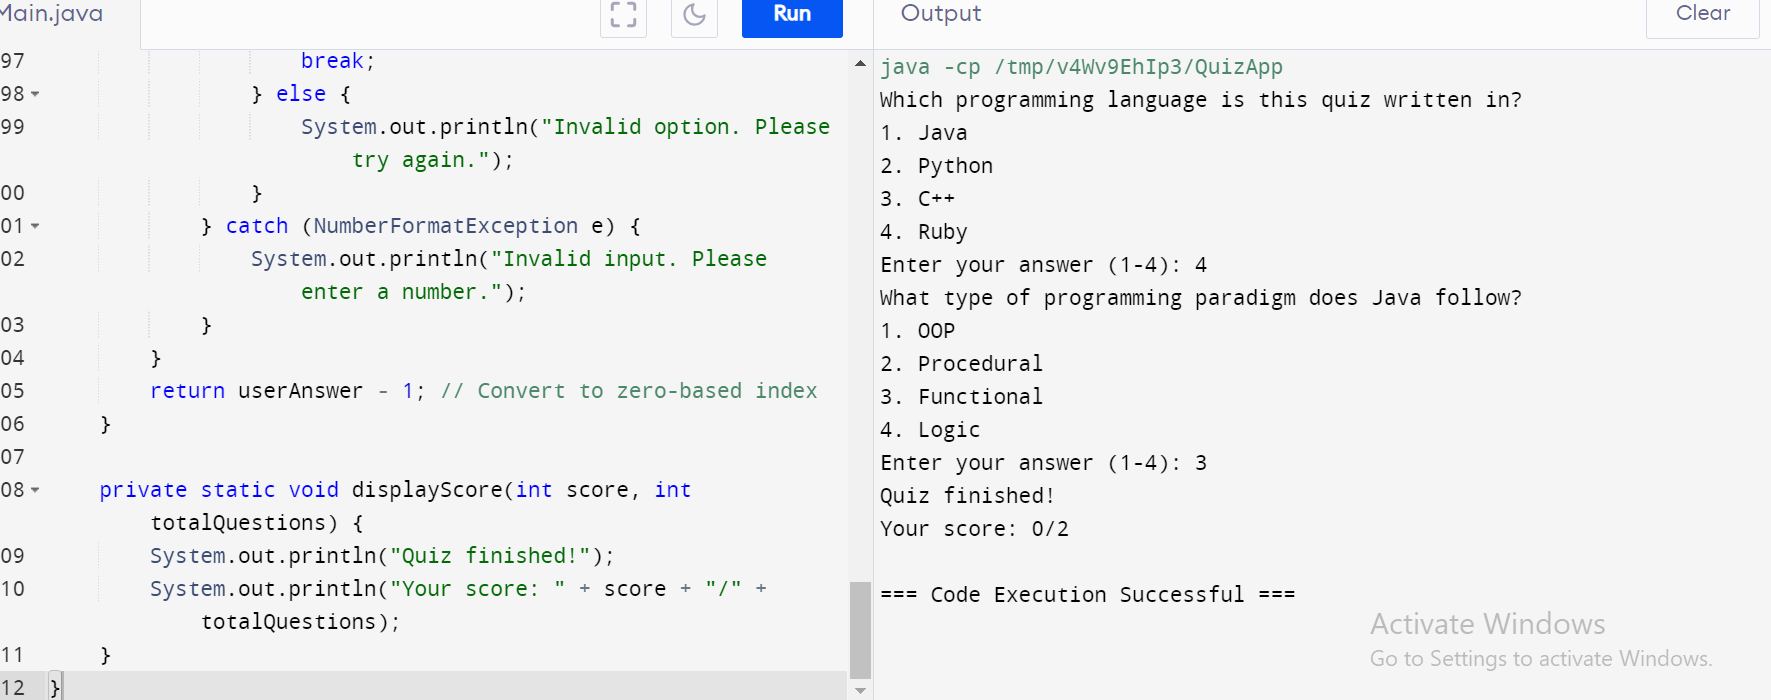 Main.java
Run
97 break;
98 } else {
99 System.out.println("Invalid option. Please
try again.");
00 }
01 } catch (NumberFormatException e) {
02 System.out.println("Invalid input. Please
enter a number.");
03 }
04 }
05 return userAnswer - 1; // Convert to zero-based index
06 }
07
08 private static void displayScore(int score, int
totalQuestions) {
09 System.out.println("Quiz finished!");
10 System.out.println("Your score: " + score + "/" +
totalQuestions);
11 }
12 }
Output
Clear
java -cp /tmp/v4Wv9EhIp3/QuizApp
Which programming language is this quiz written in?
1. Java
2. Python
3. C++
4. Ruby
Enter your answer (1-4): 4
What type of programming paradigm does Java follow?
1. OOP
2. Procedural
3. Functional
4. Logic
Enter your answer (1-4): 3
Quiz finished!
Your score: 0/2
=== Code Execution Successful ===
Activate Windows
Go to Settings to activate Windows.